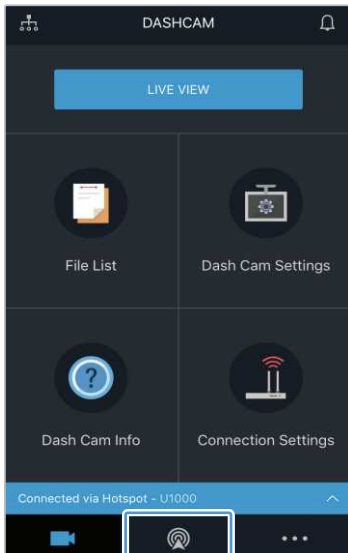 DASHCAM
LIVE VIEW
File List
Dash Cam Settings
?
Dash Cam Info
Connection Settings
Connected via Hotspot - U1000